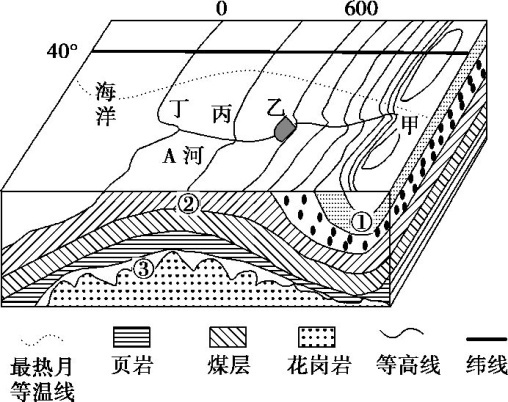 0 600
40°
海洋
丁 丙 乙 甲
A河
②
①
③
最热月等温线 页岩 煤层 花岗岩 等高线 纬线